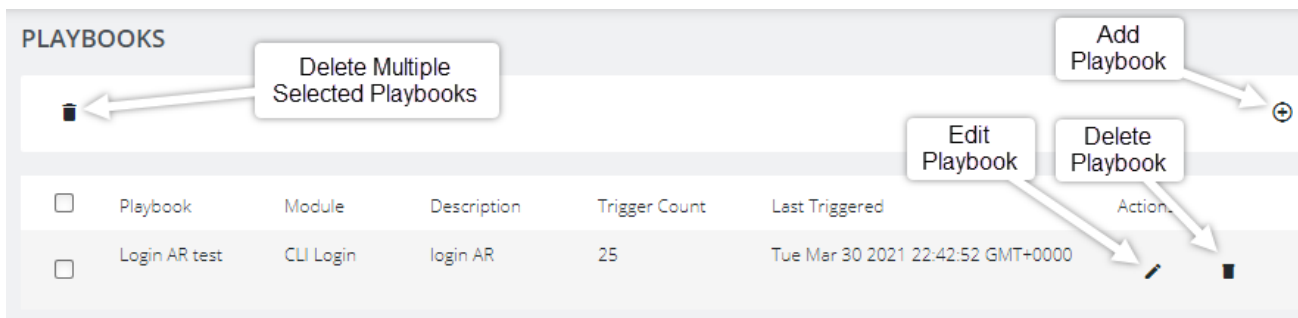 PLAYBOOKS
Delete Multiple
Selected Playbooks
Add
Playbook
Edit
Playbook
Delete
Playbook
Playbook Module Description Trigger Count Last Triggered Action
Login AR test CLI Login login AR 25 Tue Mar 30 2021 22:42:52 GMT+0000